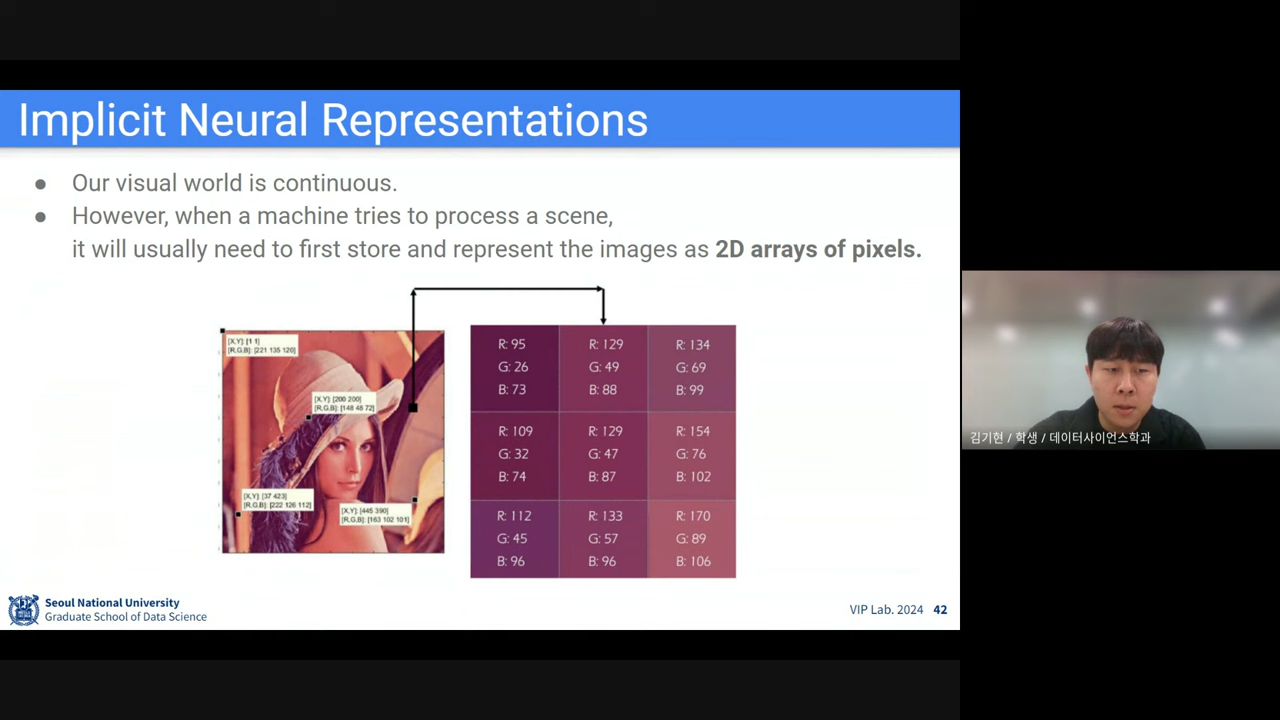 Implicit Neural Representations
● Our visual world is continuous.
● However, when a machine tries to process a scene,
it will usually need to first store and represent the images as 2D arrays of pixels.
[X,Y]: [1 1]
[R,G,B]: [221 135 120]
[X,Y]: [200 200]
[R,G,B]: [148 48 72]
[X,Y]: [37 423]
[R,G,B]: [222 126 112]
[X,Y]: [445 390]
[R,G,B]: [163 102 101]
R: 95
G: 26
B: 73
R: 129
G: 49
B: 88
R: 134
G: 69
B: 99
R: 109
G: 32
B: 74
R: 129
G: 47
B: 87
R: 154
G: 76
B: 102
R: 112
G: 45
B: 96
R: 133
G: 57
B: 96
R: 170
G: 89
B: 106
김기현 / 학생 / 데이터사이언스학과
Seoul National University
Graduate School of Data Science
VIP Lab. 2024 42